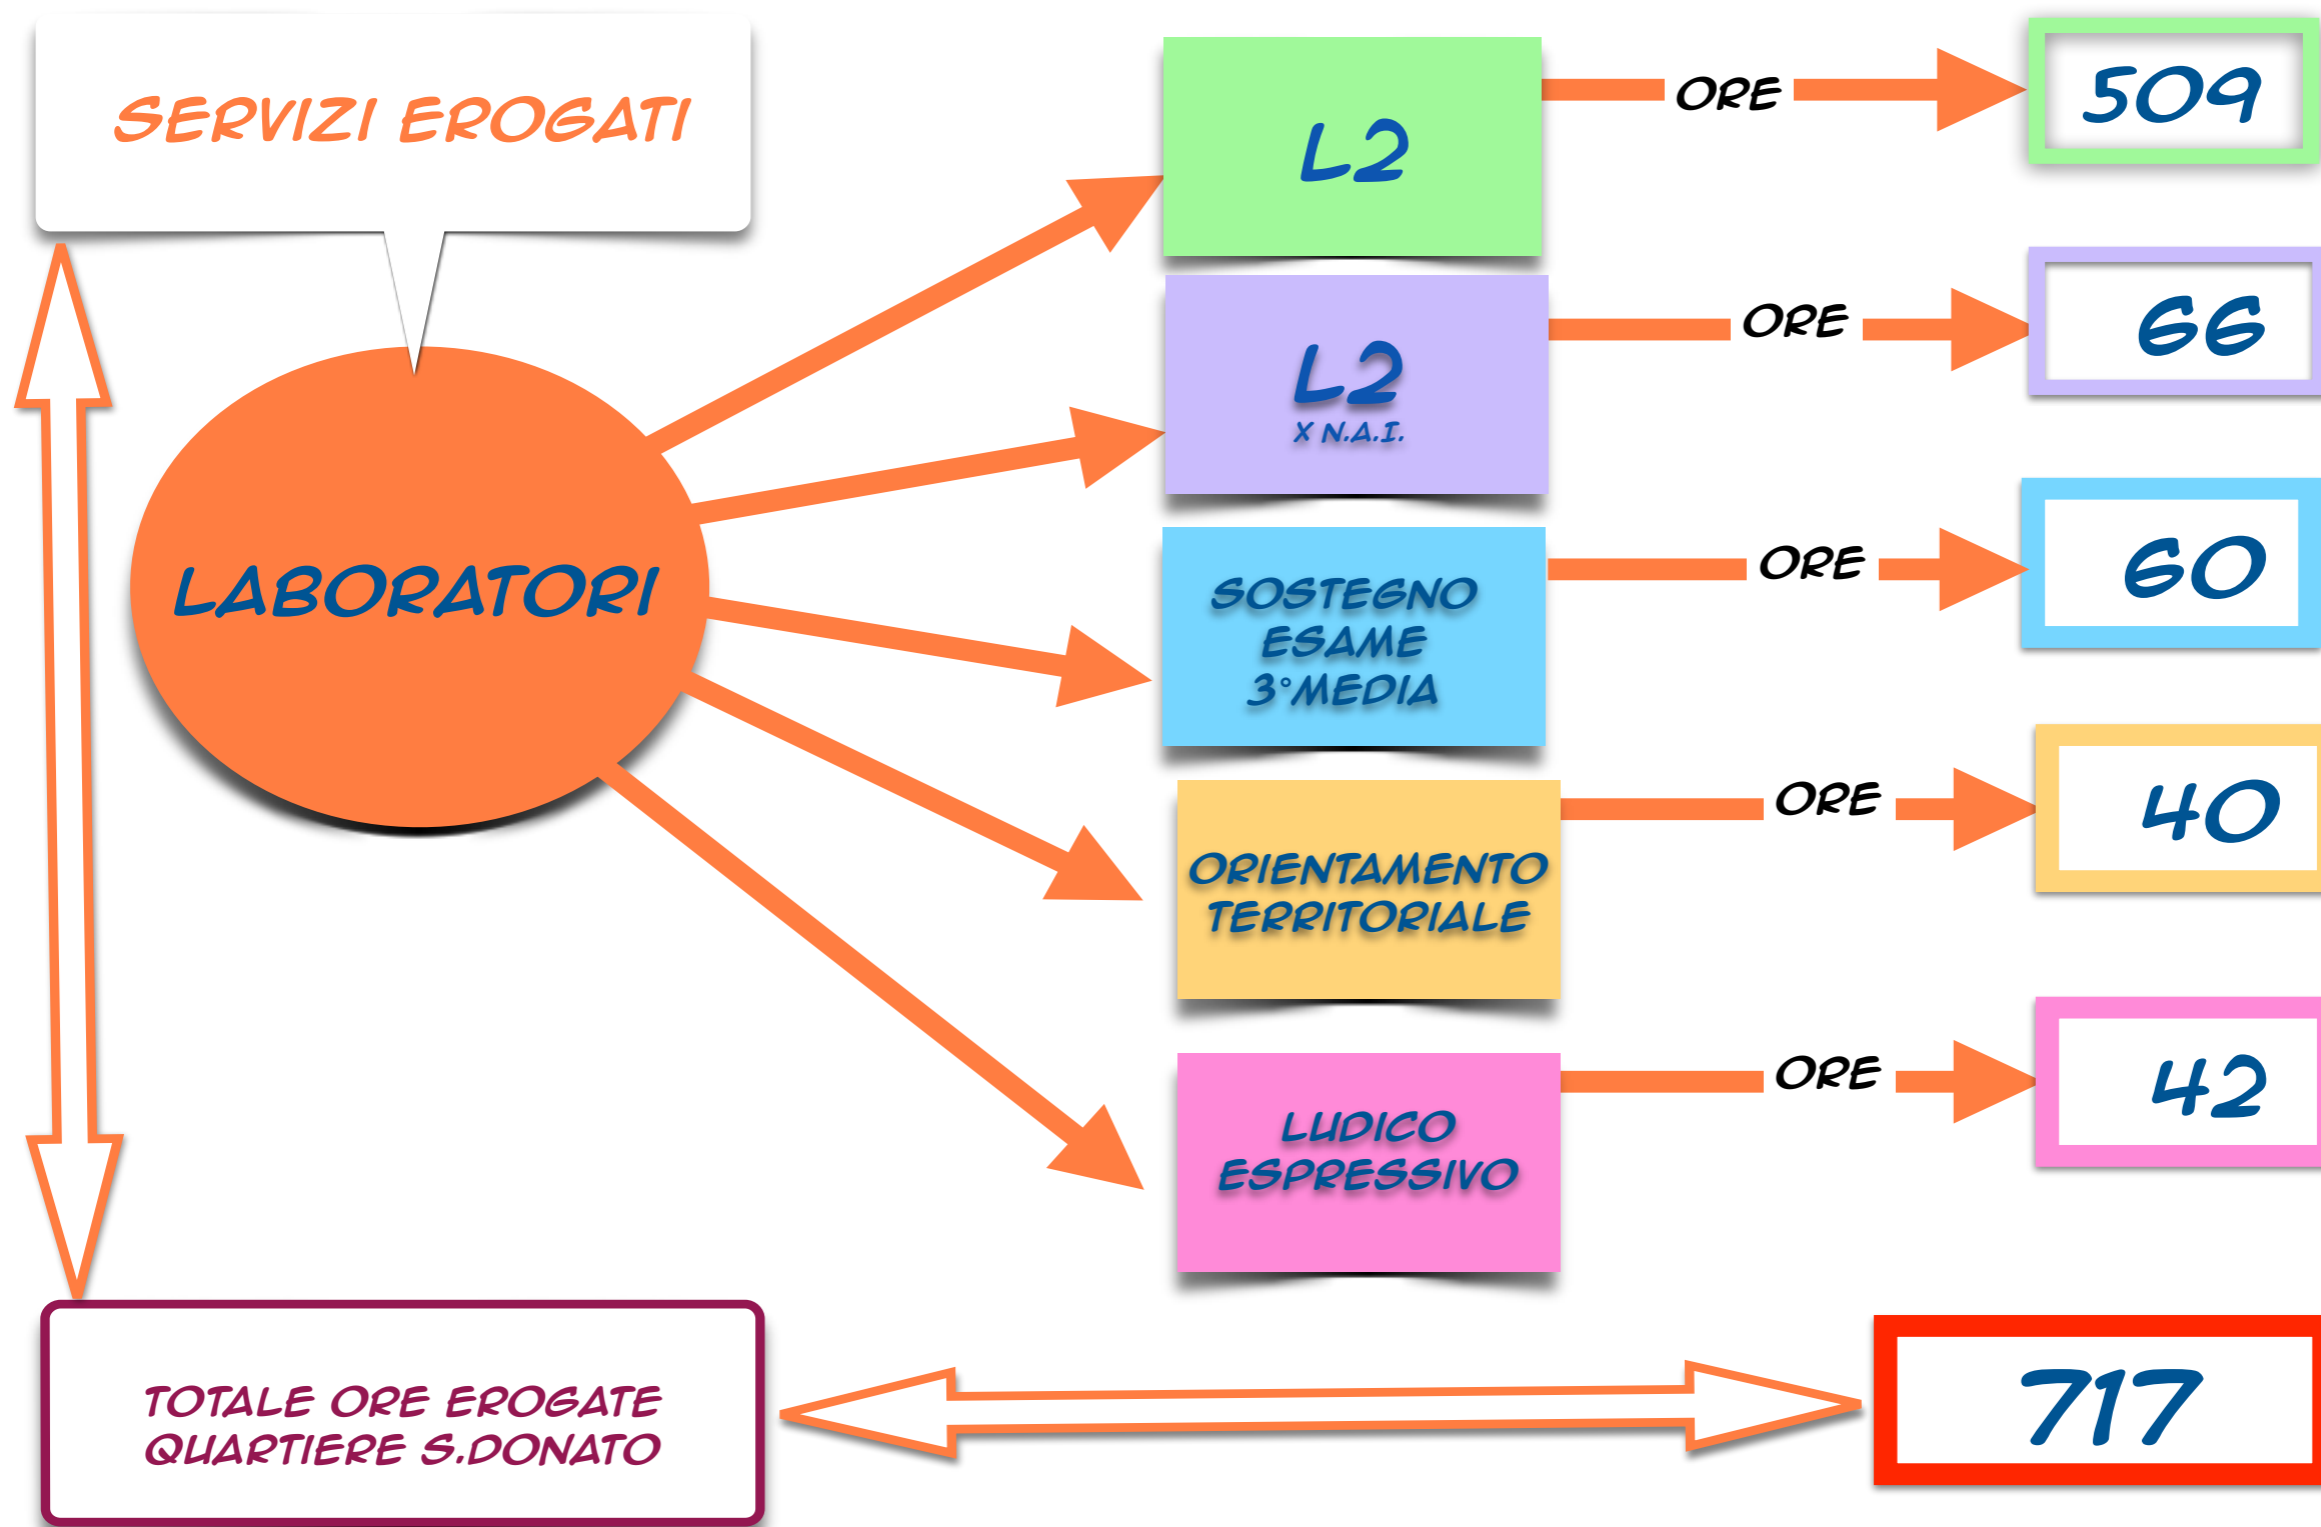 SERVIZI EROGATI
LABORATORI
L2
ORE
509
L2
X N.A.I.
ORE
66
SOSTEGNO
ESAME
3°MEDIA
ORE
60
ORIENTAMENTO
TERRITORIALE
ORE
40
LUDICO
ESPRESSIVO
ORE
42
TOTALE ORE EROGATE
QUARTIERE S.DONATO
717